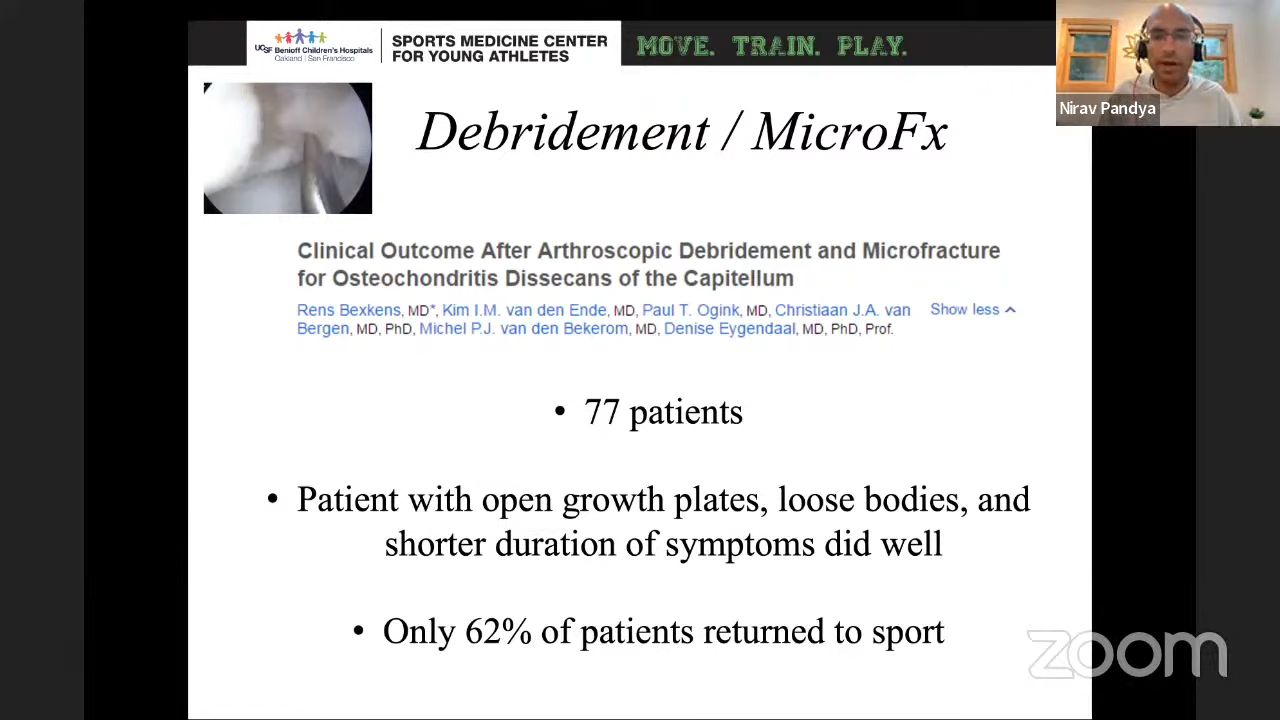 UCSF Benioff Children's Hospitals
Oakland | San Francisco
SPORTS MEDICINE CENTER
FOR YOUNG ATHLETES
MOVE. TRAIN. PLAY.
Nirav Pandya
Debridement / MicroFx
Clinical Outcome After Arthroscopic Debridement and Microfracture
for Osteochondritis Dissecans of the Capitellum
Rens Bexkens, MD*, Kim I.M. van den Ende, MD, Paul T. Ogink, MD, Christiaan J.A. van Show less
Bergen, MD, PhD, Michel P.J. van den Bekerom, MD, Denise Eygendaal, MD, PhD, Prof.
• 77 patients
• Patient with open growth plates, loose bodies, and
shorter duration of symptoms did well
• Only 62% of patients returned to sport
zoom